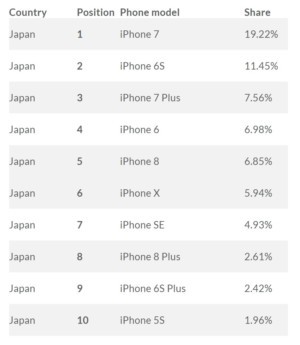 Country Position Phone model Share
Japan 1 iPhone 7 19.22%
Japan 2 iPhone 6S 11.45%
Japan 3 iPhone 7 Plus 7.56%
Japan 4 iPhone 6 6.98%
Japan 5 iPhone 8 6.85%
Japan 6 iPhone X 5.94%
Japan 7 iPhone SE 4.93%
Japan 8 iPhone 8 Plus 2.61%
Japan 9 iPhone 6S Plus 2.42%
Japan 10 iPhone 5S 1.96%